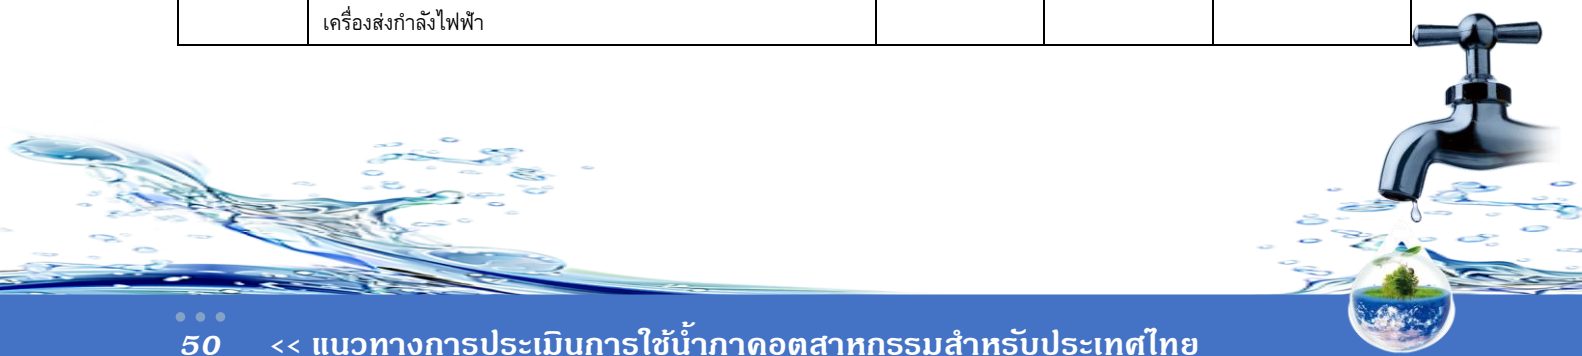 เครื่องส่งกำลังไฟฟ้า
50 << แนวทางการประเมินการใช้น้ำภาคอุตสาหกรรมสำหรับประเทศไทย